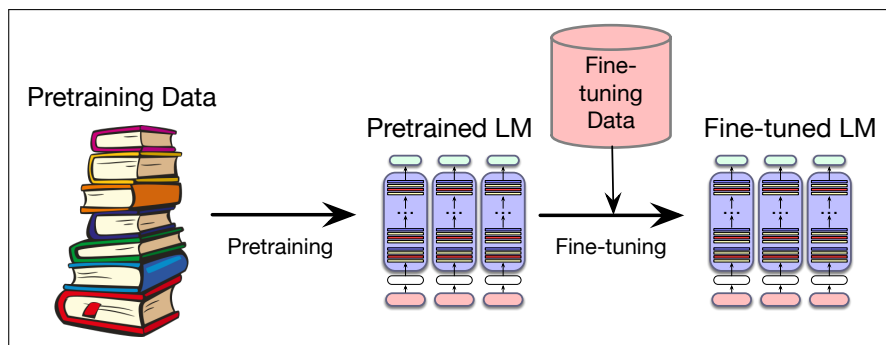 Pretraining Data
Pretraining
Pretrained LM
Fine-
tuning
Data
Fine-tuning
Fine-tuned LM